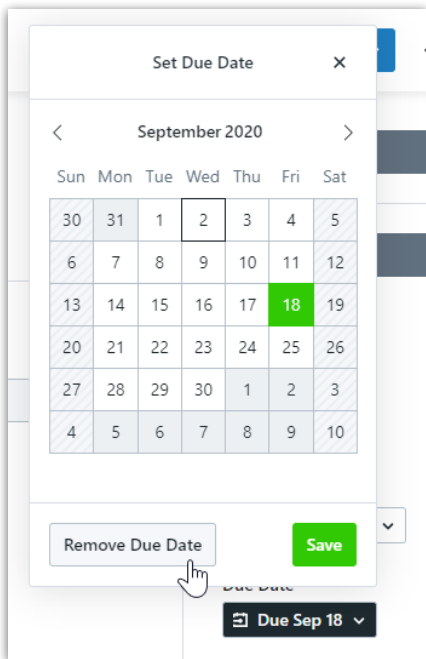 Set Due Date ×
September 2020
Sun Mon Tue Wed Thu Fri Sat
30 31 1 2 3 4 5
6 7 8 9 10 11 12
13 14 15 16 17 18 19
20 21 22 23 24 25 26
27 28 29 30 1 2 3
4 5 6 7 8 9 10
Remove Due Date Save
Due Date
Due Sep 18